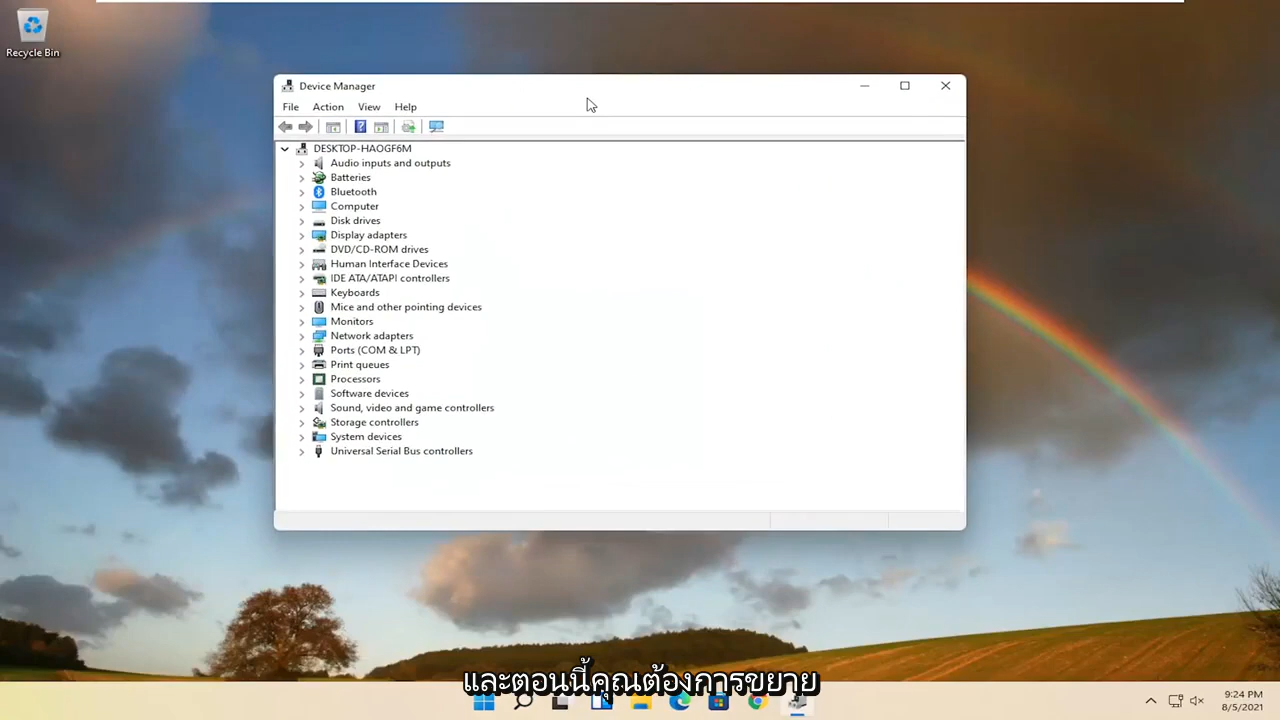 Recycle Bin
Device Manager
File Action View Help
DESKTOP-HAOGF6M
Audio inputs and outputs
Batteries
Bluetooth
Computer
Disk drives
Display adapters
DVD/CD-ROM drives
Human Interface Devices
IDE ATA/ATAPI controllers
Keyboards
Mice and other pointing devices
Monitors
Network adapters
Ports (COM & LPT)
Print queues
Processors
Software devices
Sound, video and game controllers
Storage controllers
System devices
Universal Serial Bus controllers
และตอนนี้คุณต้องการขยาย
9:24 PM
8/5/2021